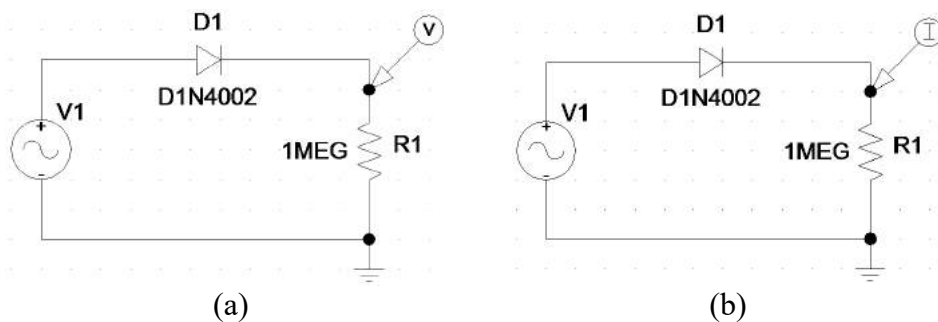 D1
V
D1N4002
V1
+
-
1MEG
R1
(a)
D1
I
D1N4002
V1
+
-
1MEG
R1
(b)